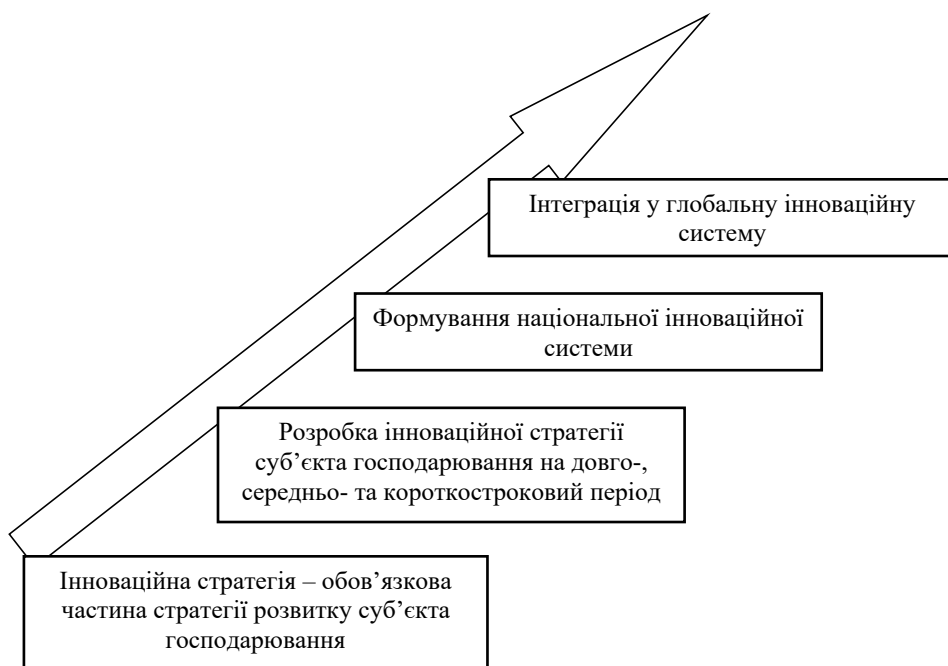 Інтеграція у глобальну інноваційну
систему
Формування національної інноваційної
системи
Розробка інноваційної стратегії
суб’єкта господарювання на довго-,
середньо- та короткостроковий період
Інноваційна стратегія – обов’язкова
частина стратегії розвитку суб’єкта
господарювання